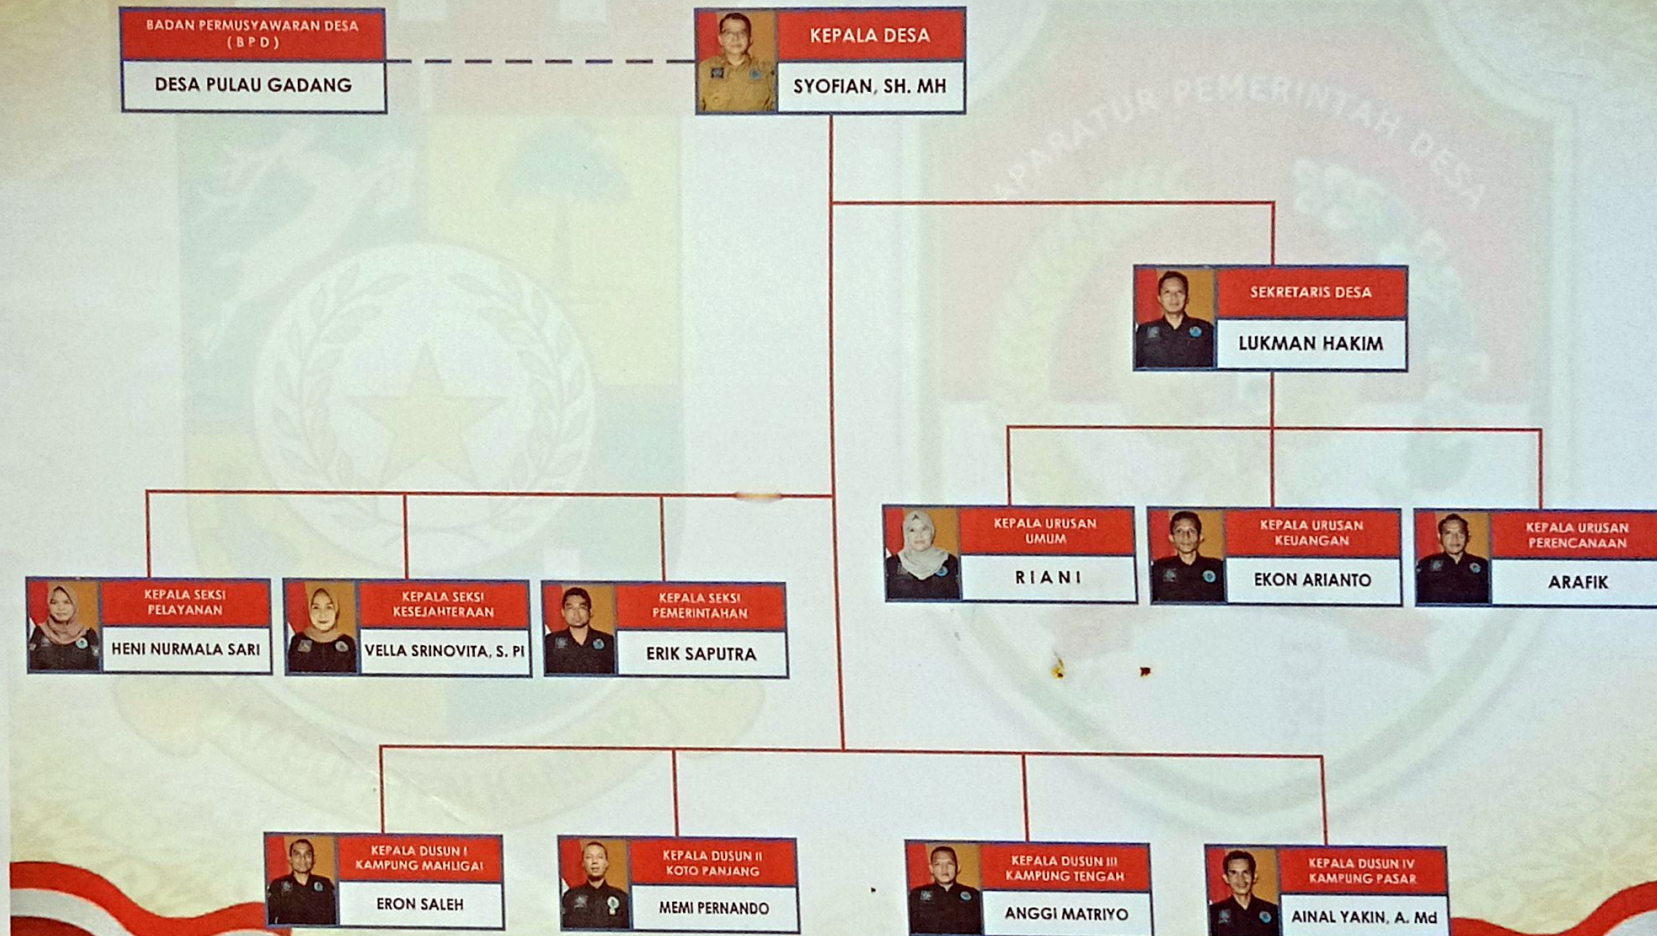 BADAN PERMUSYAWARAN DESA
( B P D )
DESA PULAU GADANG
KEPALA DESA
SYOFIAN, SH. MH
APARATUR PEMERINTAH DESA
SEKRETARIS DESA
LUKMAN HAKIM
KEPALA URUSAN
UMUM
R I A N I
KEPALA URUSAN
KEUANGAN
EKON ARIANTO
KEPALA URUSAN
PERENCANAAN
ARAFIK
KEPALA SEKSI
PELAYANAN
HENI NURMALA SARI
KEPALA SEKSI
KESEJAHTERAAN
VELLA SRINOVITA, S. PI
KEPALA SEKSI
PEMERINTAHAN
ERIK SAPUTRA
KEPALA DUSUN I
KAMPUNG MAHLIGAI
ERON SALEH
KEPALA DUSUN II
KOTO PANJANG
MEMI PERNANDO
KEPALA DUSUN III
KAMPUNG TENGAH
ANGGI MATRIYO
KEPALA DUSUN IV
KAMPUNG PASAR
AINAL YAKIN, A. Md